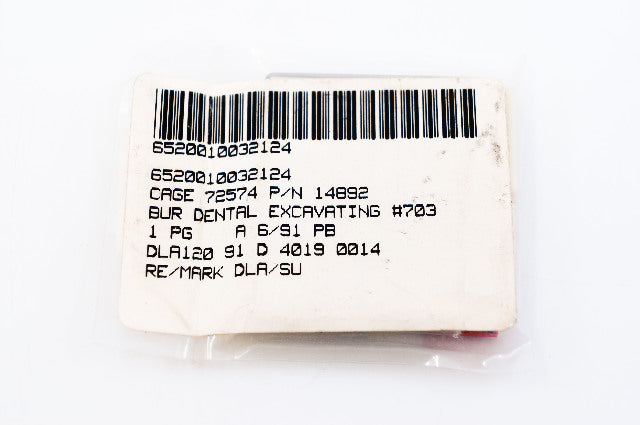 6520010032124
6520010032124
CAGE 72574 P/N 14892
BUR DENTAL EXCAVATING #703
1 PG A 6/91 PB
DLA120 91 D 4019 0014
RE/MARK DLA/SU